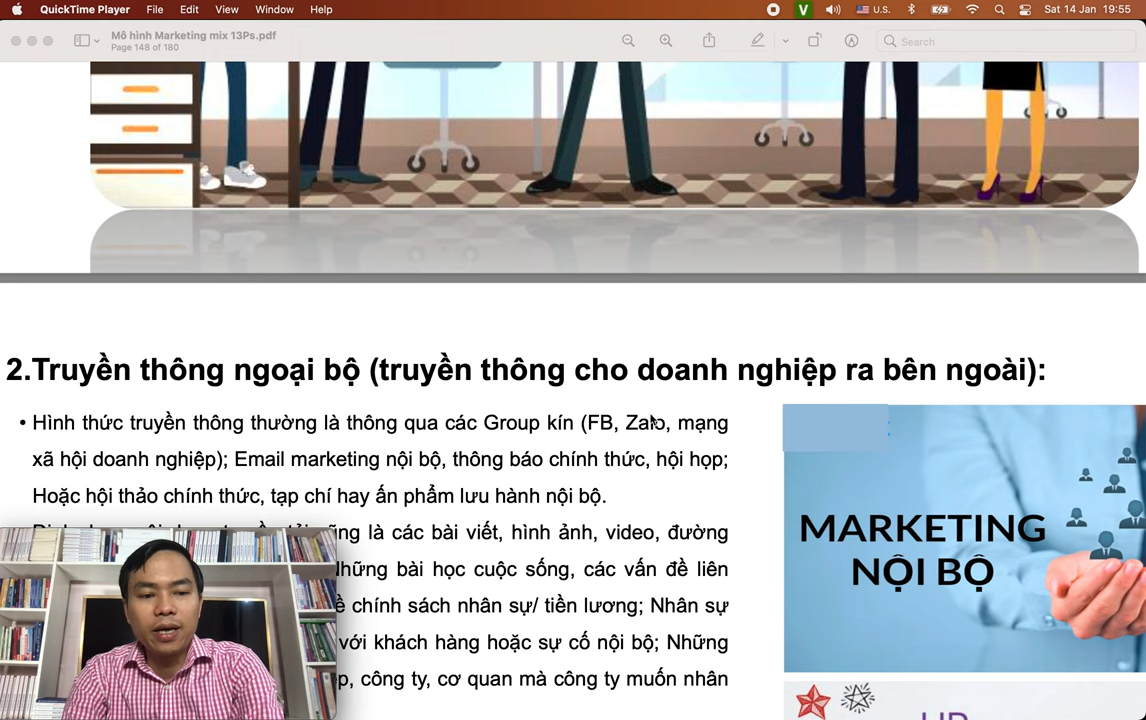 QuickTime Player File Edit View Window Help V U.S. Sat 14 Jan 19:55
Mô hình Marketing mix 13Ps.pdf
Page 148 of 180
Search
2.Truyền thông ngoại bộ (truyền thông cho doanh nghiệp ra bên ngoài):
• Hình thức truyền thông thường là thông qua các Group kín (FB, Zalo, mạng
xã hội doanh nghiệp); Email marketing nội bộ, thông báo chính thức, hội họp;
Hoặc hội thảo chính thức, tạp chí hay ấn phẩm lưu hành nội bộ.
cũng là các bài viết, hình ảnh, video, đường
Những bài học cuộc sống, các vấn đề liên
chính sách nhân sự/ tiền lương; Nhân sự
với khách hàng hoặc sự cố nội bộ; Những
công ty, cơ quan mà công ty muốn nhân
MARKETING
NỘI BỘ